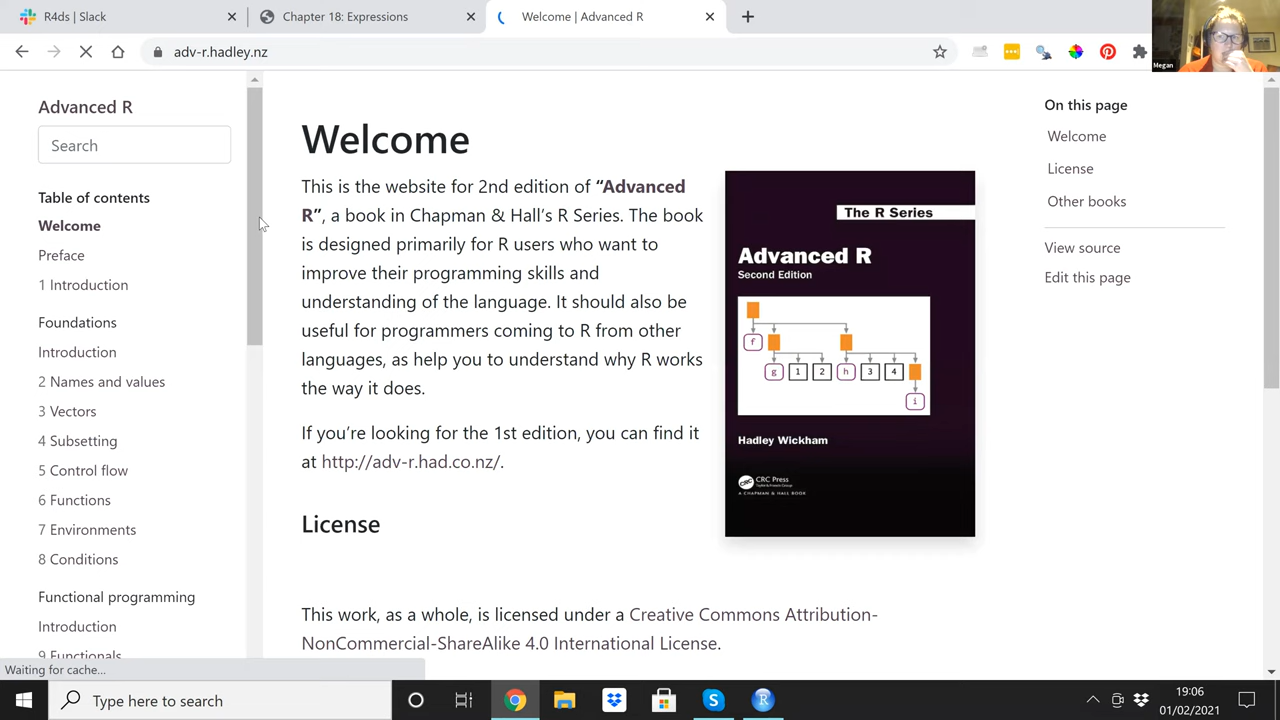 R4ds | Slack
Chapter 18: Expressions
Welcome | Advanced R
adv-r.hadley.nz
Megan
Advanced R
Search
Table of contents
Welcome
Preface
1 Introduction
Foundations
Introduction
2 Names and values
3 Vectors
4 Subsetting
5 Control flow
6 Functions
7 Environments
8 Conditions
Functional programming
Introduction
9 Functionals
Waiting for cache...
Welcome
This is the website for 2nd edition of “Advanced
R”, a book in Chapman & Hall’s R Series. The book
is designed primarily for R users who want to
improve their programming skills and
understanding of the language. It should also be
useful for programmers coming to R from other
languages, as help you to understand why R works
the way it does.
If you’re looking for the 1st edition, you can find it
at http://adv-r.had.co.nz/.
License
This work, as a whole, is licensed under a Creative Commons Attribution-
NonCommercial-ShareAlike 4.0 International License.
The R Series
Advanced R
Second Edition
f
g 1 2 h 3 4
i
Hadley Wickham
CRC Press
Taylor & Francis Group
A CHAPMAN & HALL BOOK
On this page
Welcome
License
Other books
View source
Edit this page
Type here to search
19:06
01/02/2021